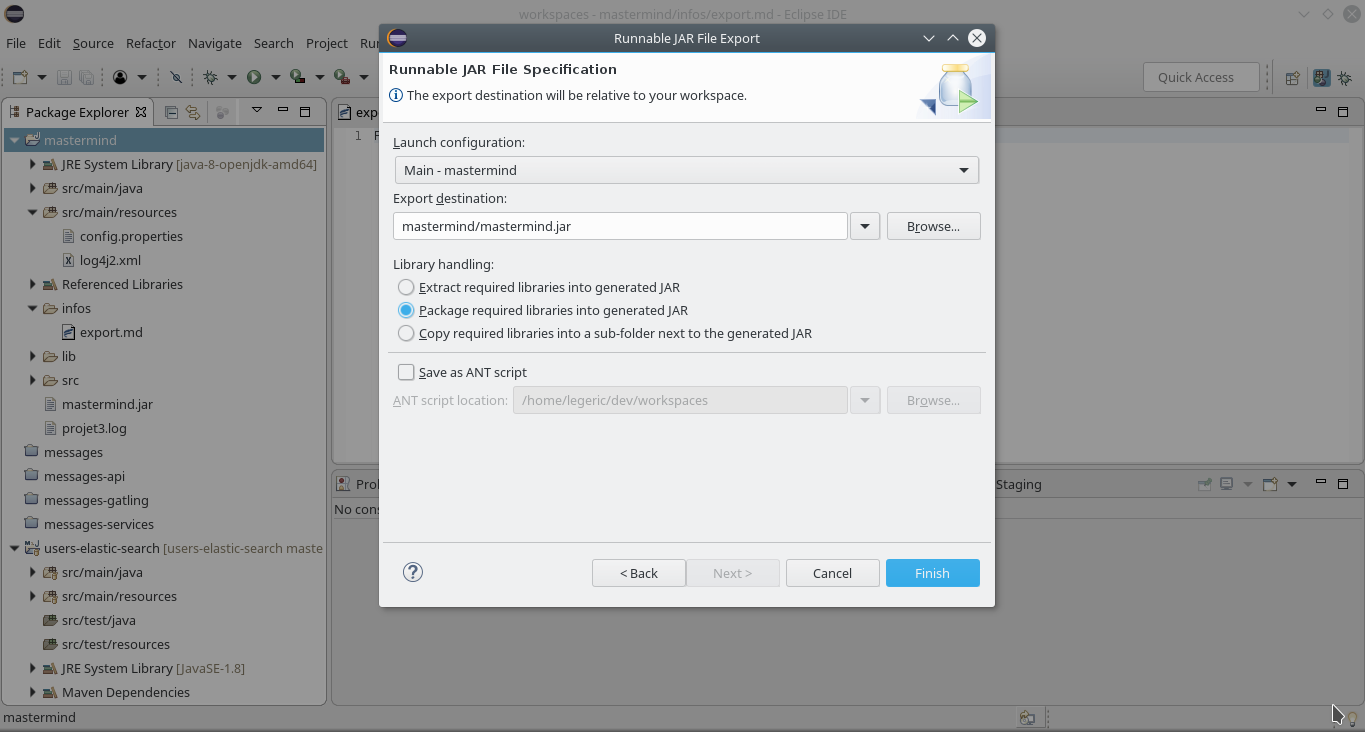 workspaces - mastermind/infos/export.md - Eclipse IDE
File Edit Source Refactor Navigate Search Project
Quick Access
Package Explorer
mastermind
JRE System Library [java-8-openjdk-amd64]
src/main/java
src/main/resources
config.properties
log4j2.xml
Referenced Libraries
infos
export.md
lib
src
mastermind.jar
projet3.log
messages
messages-api
messages-gatling
messages-services
users-elastic-search [users-elastic-search maste
src/main/java
src/main/resources
src/test/java
src/test/resources
JRE System Library [JavaSE-1.8]
Maven Dependencies
mastermind
1
Staging
Runnable JAR File Export
Runnable JAR File Specification
The export destination will be relative to your workspace.
Launch configuration:
Main - mastermind
Export destination:
mastermind/mastermind.jar
Browse...
Library handling:
Extract required libraries into generated JAR
Package required libraries into generated JAR
Copy required libraries into a sub-folder next to the generated JAR
Save as ANT script
ANT script location: /home/legeric/dev/workspaces Browse...
< Back Next > Cancel Finish